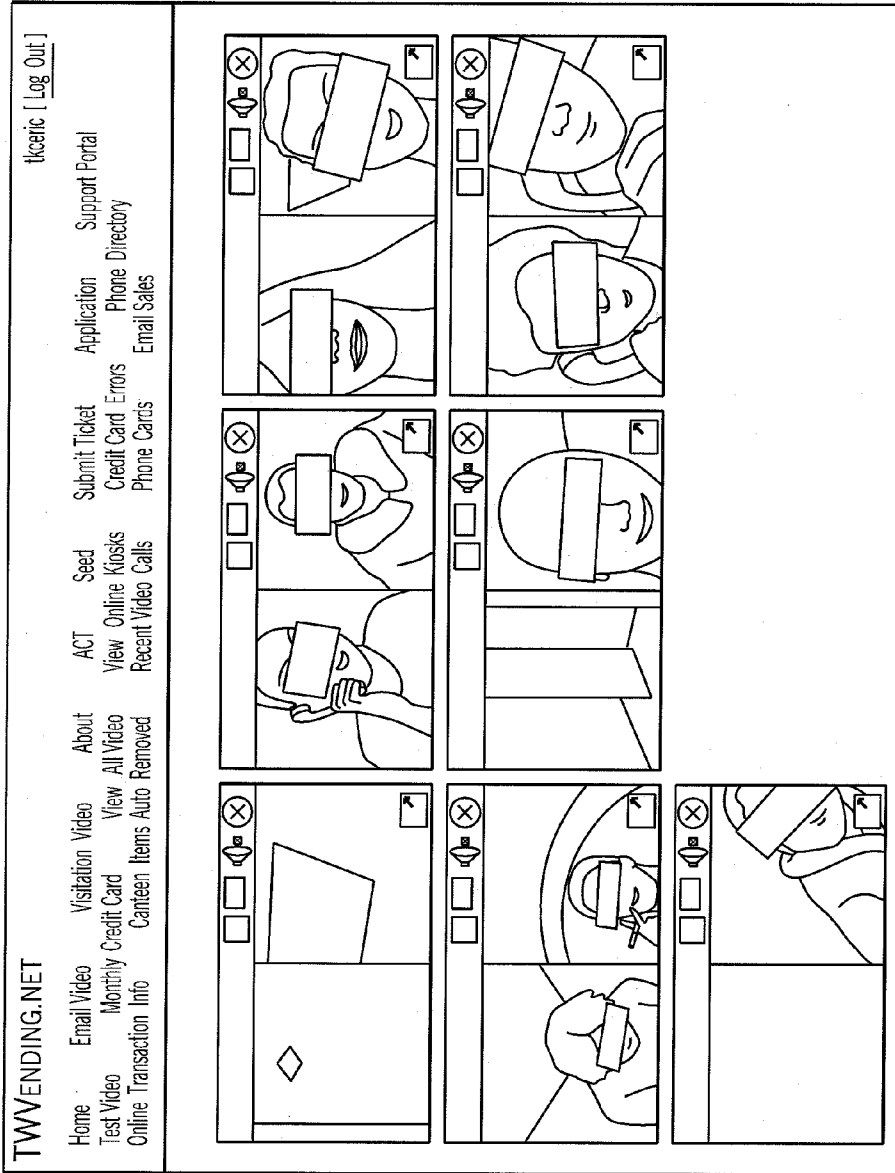 TWVENDING.NET
tkceric [ Log Out ]
Home Email Video Visitation Video About ACT Seed Submit Ticket Application Support Portal
Test Video Monthly Credit Card View All Video View Online Kiosks Credit Card Errors Phone Directory
Online Transaction Info Canteen Items Auto Removed Recent Video Calls Phone Cards Email Sales